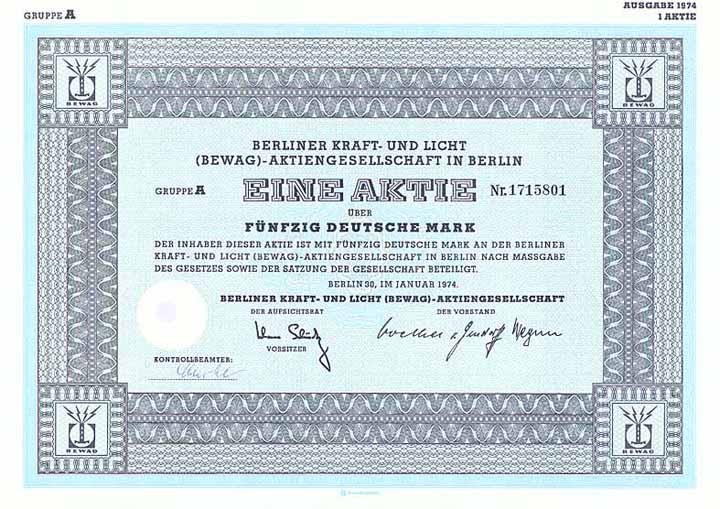 GRUPPE A
AUSGABE 1974
1 AKTIE
BEWAG
BEWAG
BERLINER KRAFT- UND LICHT
(BEWAG)-AKTIENGESELLSCHAFT IN BERLIN
GRUPPE A EINE AKTIE Nr. 1715801
ÜBER
FÜNFZIG DEUTSCHE MARK
DER INHABER DIESER AKTIE IST MIT FÜNFZIG DEUTSCHE MARK AN DER BERLINER
KRAFT- UND LICHT (BEWAG)-AKTIENGESELLSCHAFT IN BERLIN NACH MASSGABE
DES GESETZES SOWIE DER SATZUNG DER GESELLSCHAFT BETEILIGT.
BERLIN 30, IM JANUAR 1974.
BERLINER KRAFT- UND LICHT (BEWAG)-AKTIENGESELLSCHAFT
DER AUFSICHTSRAT DER VORSTAND
VORSITZER
KONTROLLBEAMTER:
BEWAG
BEWAG